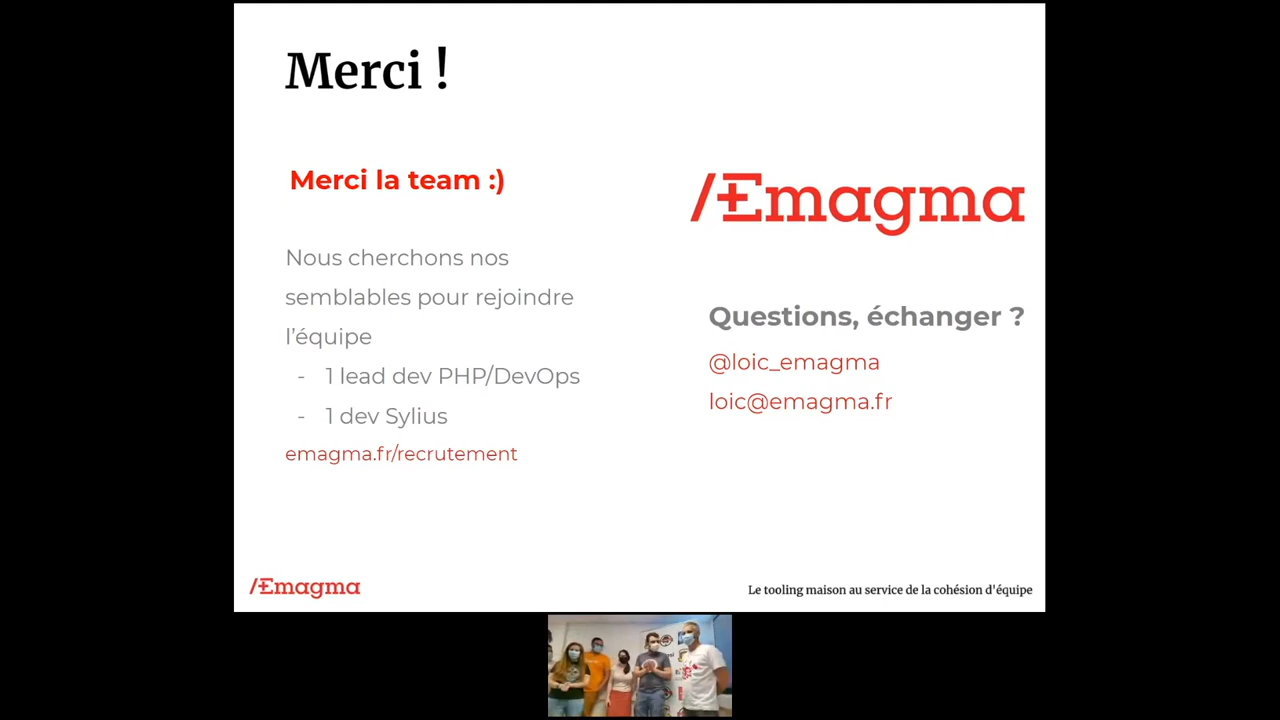 Merci !
Merci la team :)
Nous cherchons nos
semblables pour rejoindre
l'équipe
- 1 lead dev PHP/DevOps
- 1 dev Sylius
emagma.fr/recrutement
/Emagma
Questions, échanger ?
@loic_emagma
loic@emagma.fr
/Emagma
Le tooling maison au service de la cohésion d'équipe